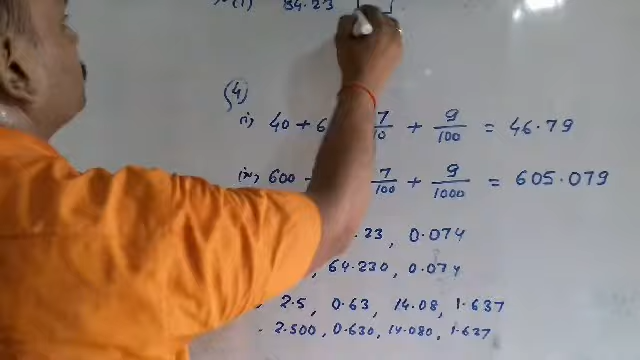 (i) 84.23
(4)
(i) 40 + 6 7/10 + 9/100 = 46.79
(ii) 600 7/100 + 9/1000 = 605.079
.23, 0.074
, 64.230, 0.074
2.5, 0.63, 14.08, 1.637
2.500, 0.630, 14.080, 1.637